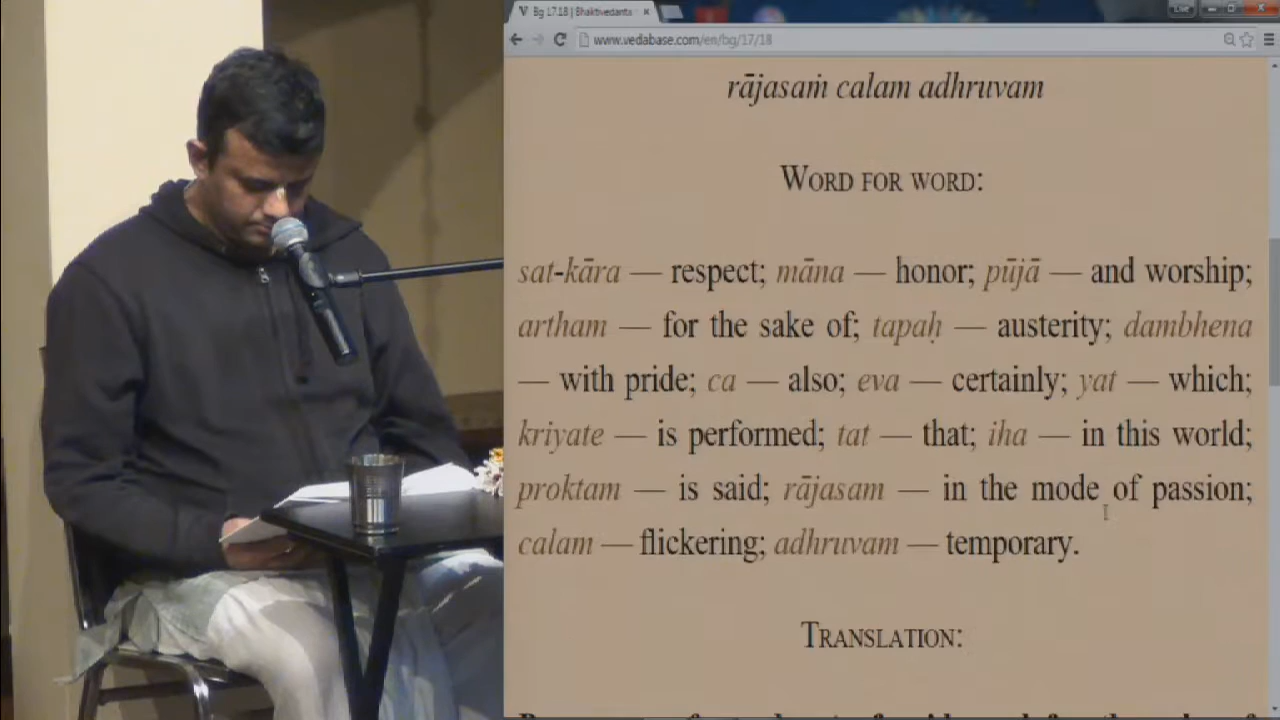 Bg 17.18 | Bhaktivedanta
Live
www.vedabase.com/en/bg/17/18
rājasaṁ calam adhruvam
WORD FOR WORD:
sat-kāra — respect; māna — honor; pūjā — and worship;
artham — for the sake of; tapaḥ — austerity; dambhena
— with pride; ca — also; eva — certainly; yat — which;
kriyate — is performed; tat — that; iha — in this world;
proktam — is said; rājasam — in the mode of passion;
calam — flickering; adhruvam — temporary.
TRANSLATION: